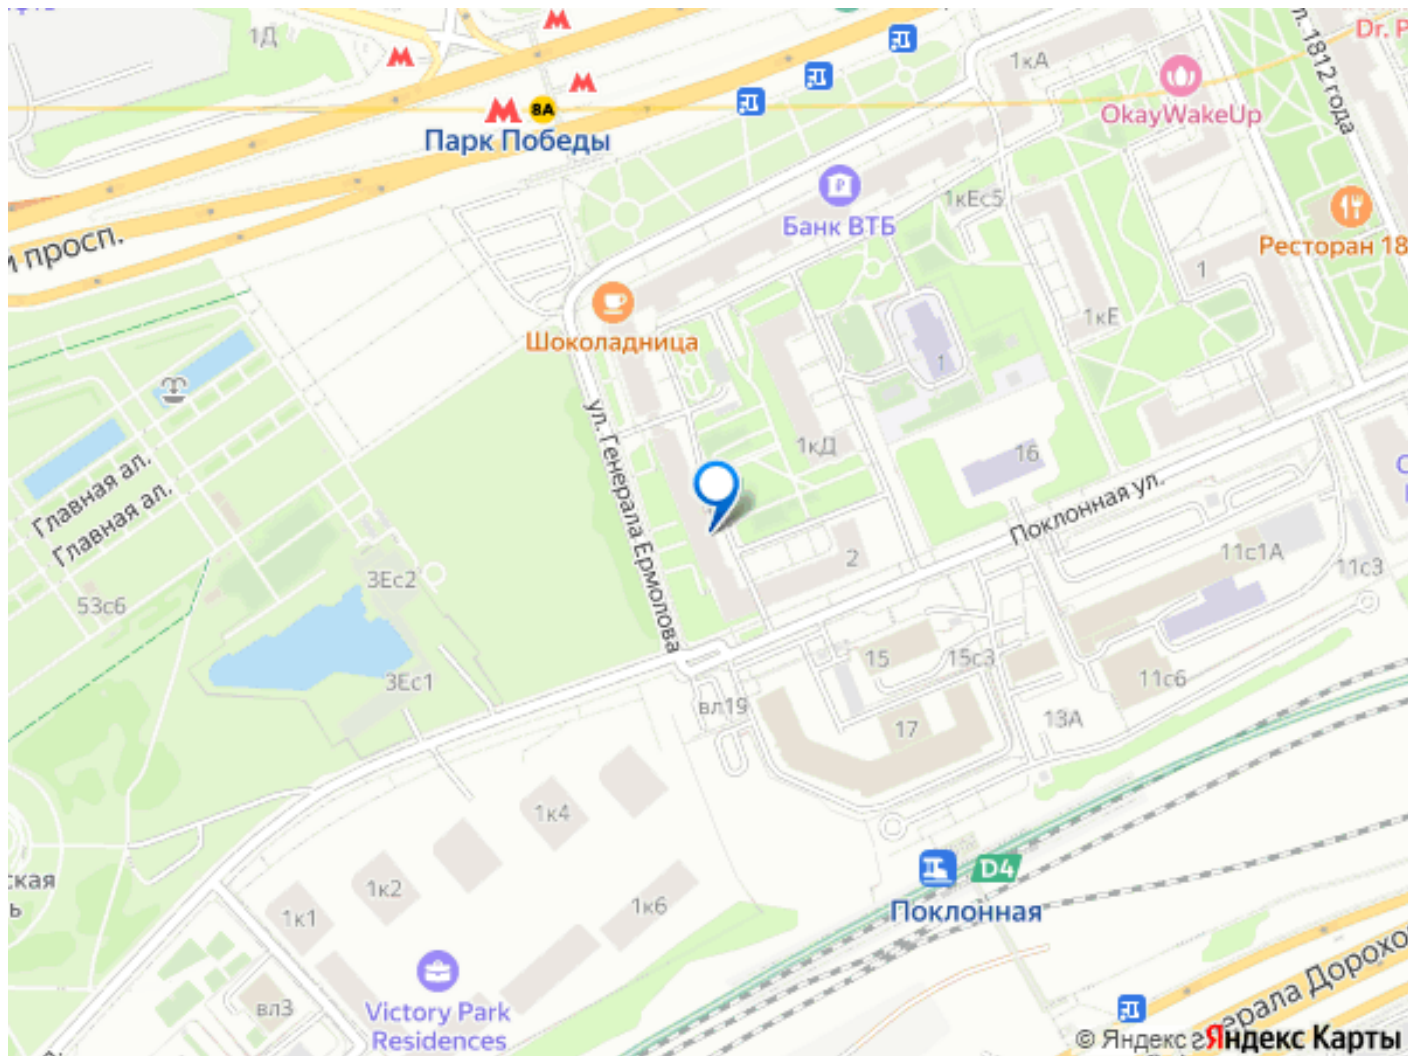 1Д
1кА
Dr. P
л. 1812 года
OkayWakeUp
8А
Парк Победы
1кЕс5
Банк ВТБ
и просп.
Ресторан 18
1
1кЕ
Шоколадница
1
ул. Генерала Ермолова
1кД
16
Главная ал.
Главная ал.
Поклонная ул.
2
11с1А
11с3
3Ес2
53с6
15
15с3
11с6
3Ес1
вл19
17
13А
1к4
D4
Поклонная
ская
ь
1к2
1к1
1к6
вл3
Victory Park
Residences
Генерала Дорохо
© Яндекс
Яндекс Карты